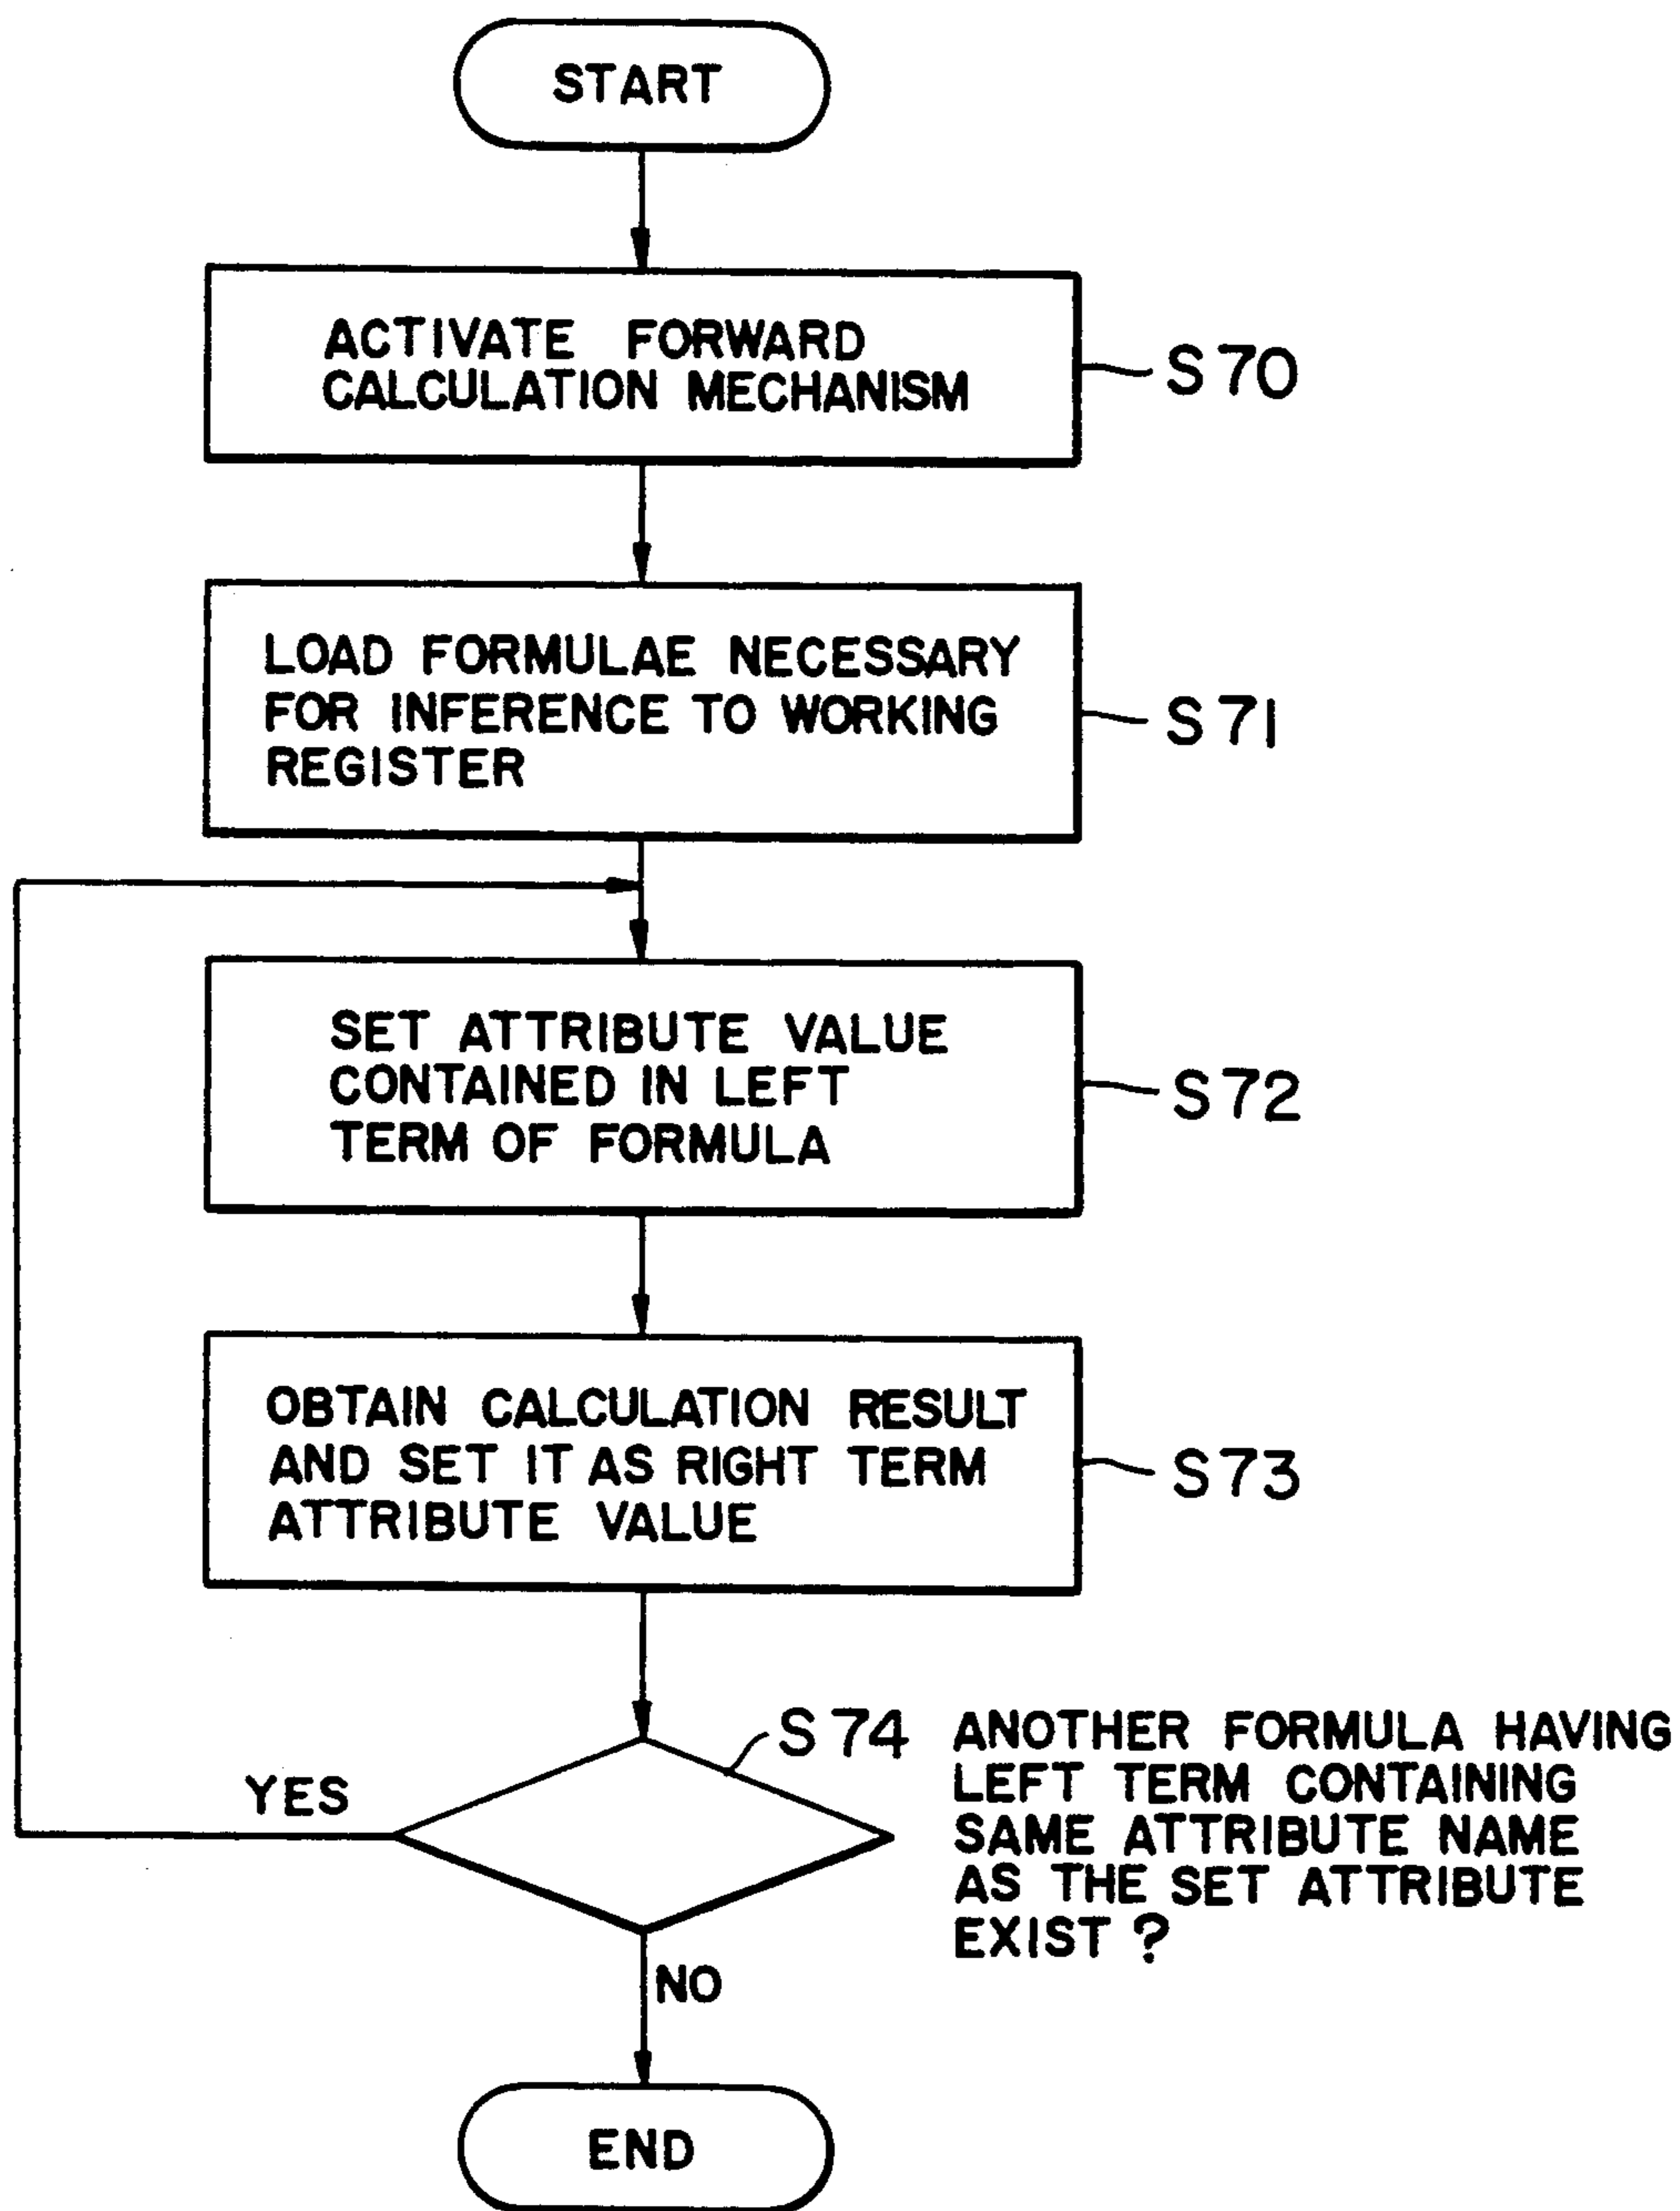 START
ACTIVATE FORWARD
CALCULATION MECHANISM
S70
LOAD FORMULAE NECESSARY
FOR INFERENCE TO WORKING
REGISTER
S71
SET ATTRIBUTE VALUE
CONTAINED IN LEFT
TERM OF FORMULA
S72
OBTAIN CALCULATION RESULT
AND SET IT AS RIGHT TERM
ATTRIBUTE VALUE
S73
S74
ANOTHER FORMULA HAVING
LEFT TERM CONTAINING
SAME ATTRIBUTE NAME
AS THE SET ATTRIBUTE
EXIST ?
YES
NO
END